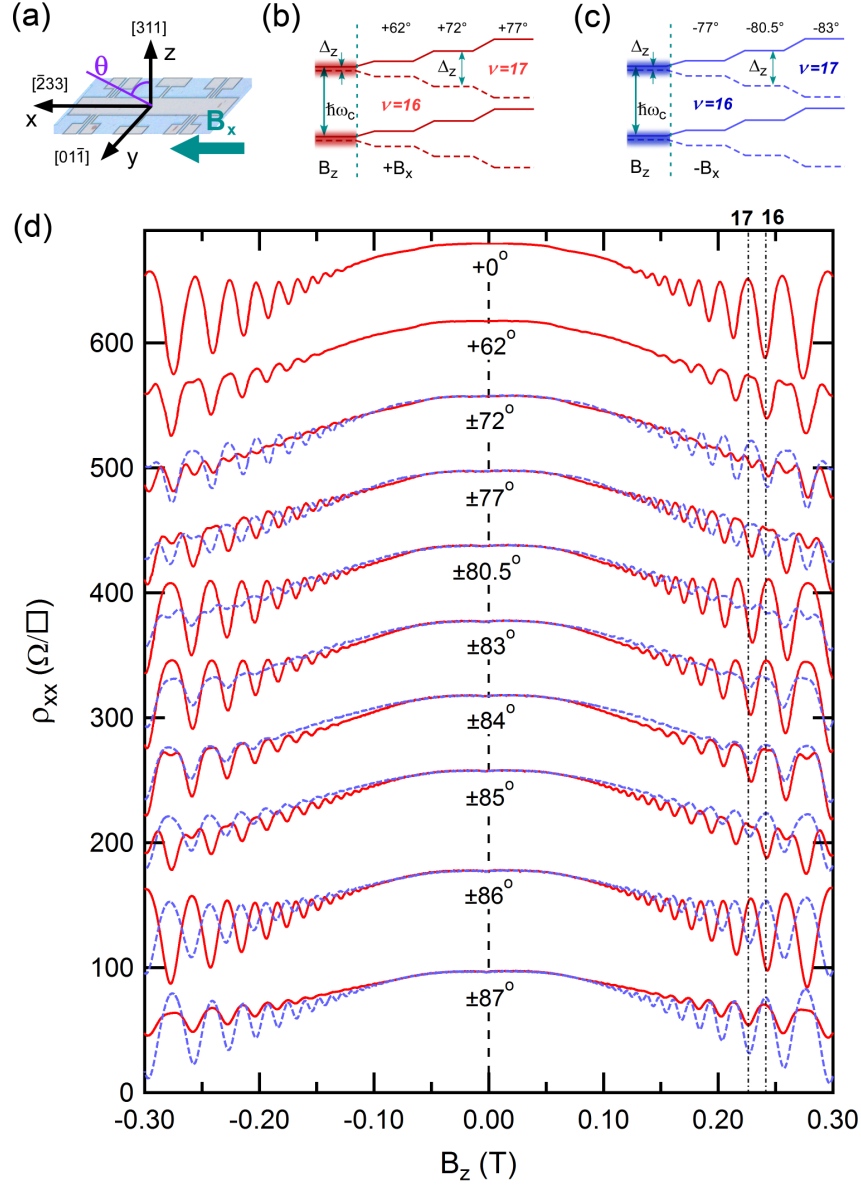 (a)
[311]
z
θ
[2̅33]
x
y
[011̅]
Bₓ
(b)
+62° +72° +77°
Δz
Δz
ν=17
ν=16
ħωc
Bz +Bₓ
(c)
-77° -80.5° -83°
Δz
Δz
ν=17
ν=16
ħωc
Bz -Bₓ
(d)
17 16
+0°
+62°
±72°
±77°
±80.5°
±83°
±84°
±85°
±86°
±87°
600
500
400
300
200
100
0
ρxx (Ω/□)
-0.30 -0.20 -0.10 0.00 0.10 0.20 0.30
Bz (T)